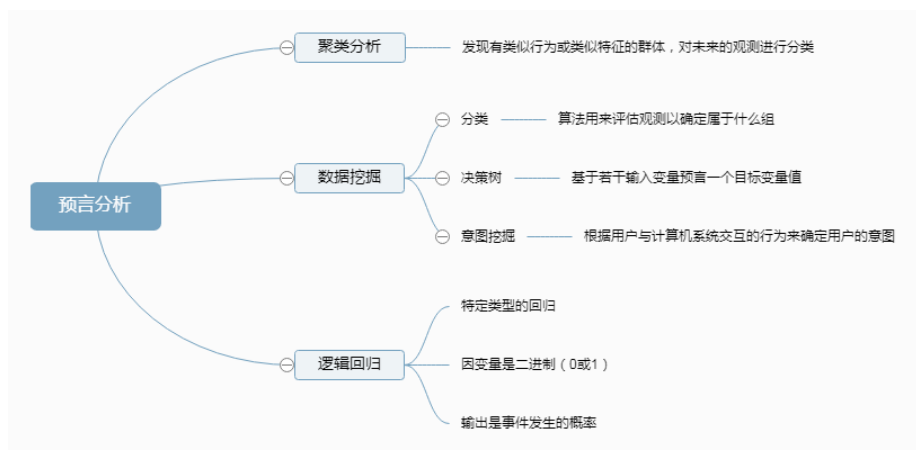 预言分析
聚类分析
发现有类似行为或类似特征的群体，对未来的观测进行分类
数据挖掘
分类
算法用来评估观测以确定属于什么组
决策树
基于若干输入变量预言一个目标变量值
意图挖掘
根据用户与计算机系统交互的行为来确定用户的意图
逻辑回归
特定类型的回归
因变量是二进制（0或1）
输出是事件发生的概率